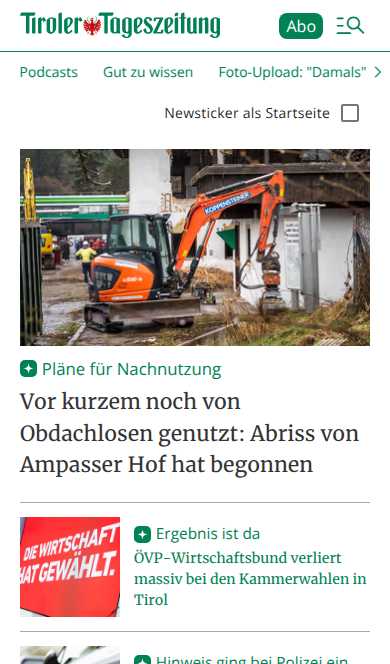 Tiroler Tageszeitung
Abo
Podcasts Gut zu wissen Foto-Upload: "Damals"
Newsticker als Startseite
KOPPENSTEINER
Pläne für Nachnutzung
Vor kurzem noch von
Obdachlosen genutzt: Abriss von
Ampasser Hof hat begonnen
DIE WIRTSCHAFT
HAT GEWÄHLT.
Ergebnis ist da
ÖVP-Wirtschaftsbund verliert
massiv bei den Kammerwahlen in
Tirol
Hinweis ging bei Polizei ein